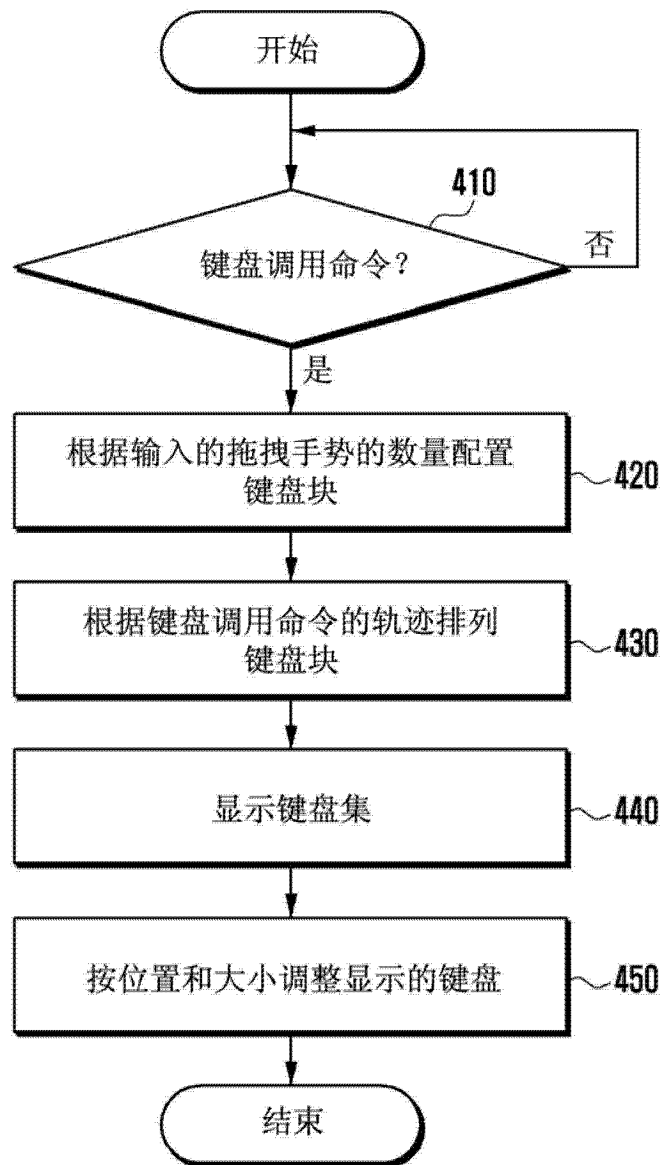 开始
410
键盘调用命令?
否
是
根据输入的拖拽手势的数量配置
键盘块
420
根据键盘调用命令的轨迹排列
键盘块
430
显示键盘集
440
按位置和大小调整显示的键盘
450
结束